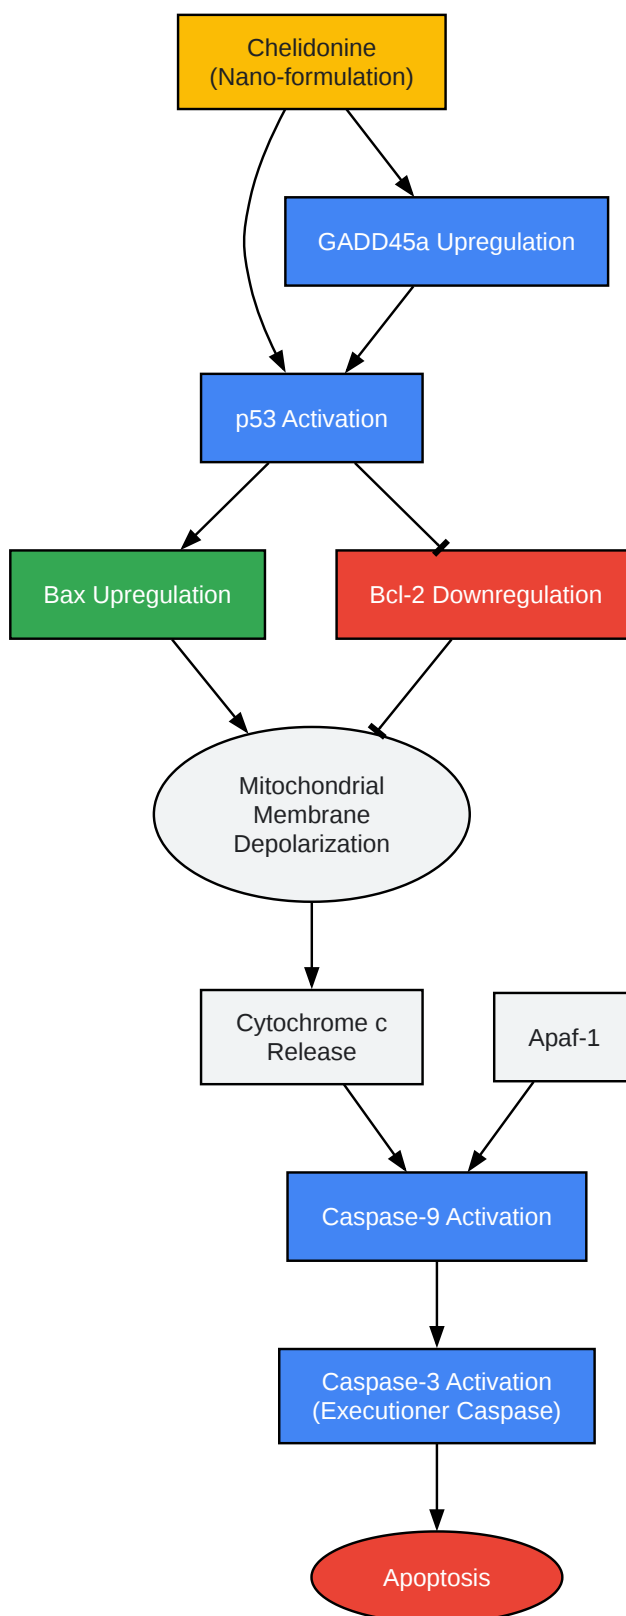 Chelidonine
(Nano-formulation)
GADD45a Upregulation
p53 Activation
Bax Upregulation
Bcl-2 Downregulation
Mitochondrial
Membrane
Depolarization
Cytochrome c
Release
Apaf-1
Caspase-9 Activation
Caspase-3 Activation
(Executioner Caspase)
Apoptosis